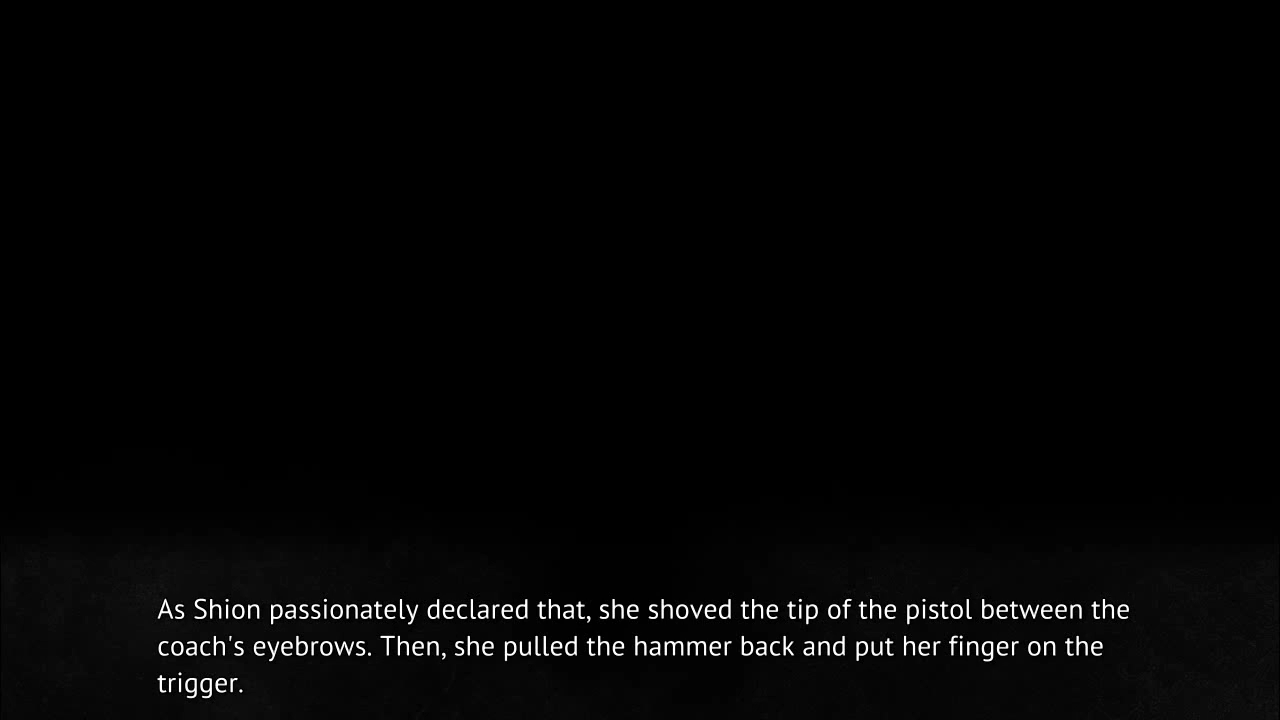 As Shion passionately declared that, she shoved the tip of the pistol between the
coach's eyebrows. Then, she pulled the hammer back and put her finger on the
trigger.